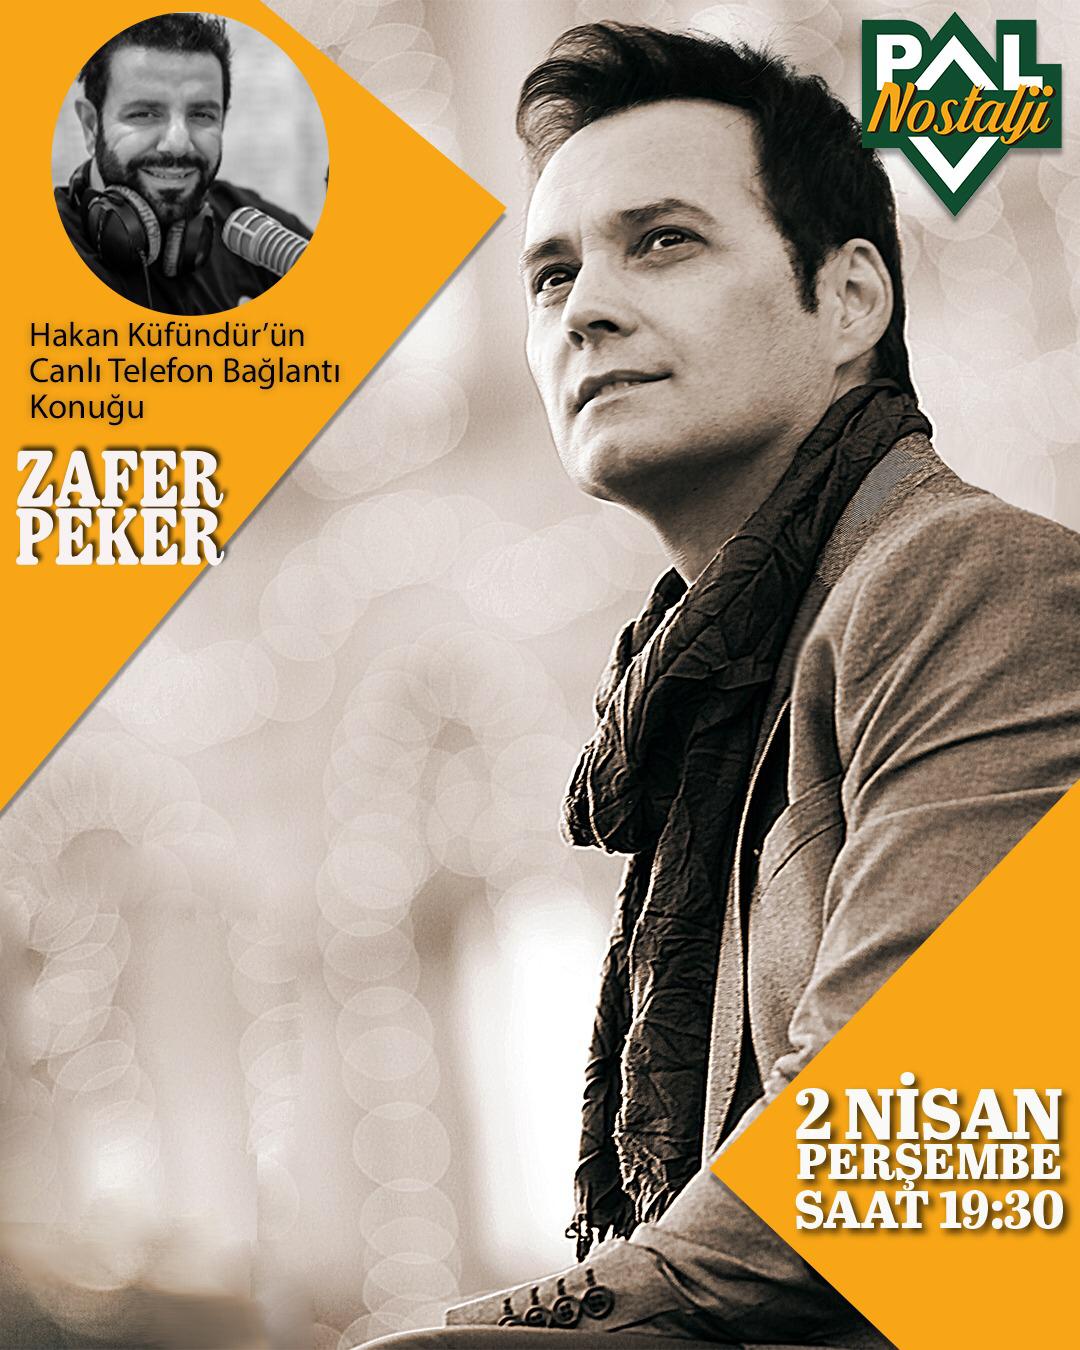 PAL
Nostalji
Hakan Küfündür’ün
Canlı Telefon Bağlantı
Konuğu
ZAFER
PEKER
2 NİSAN
PERŞEMBE
SAAT 19:30